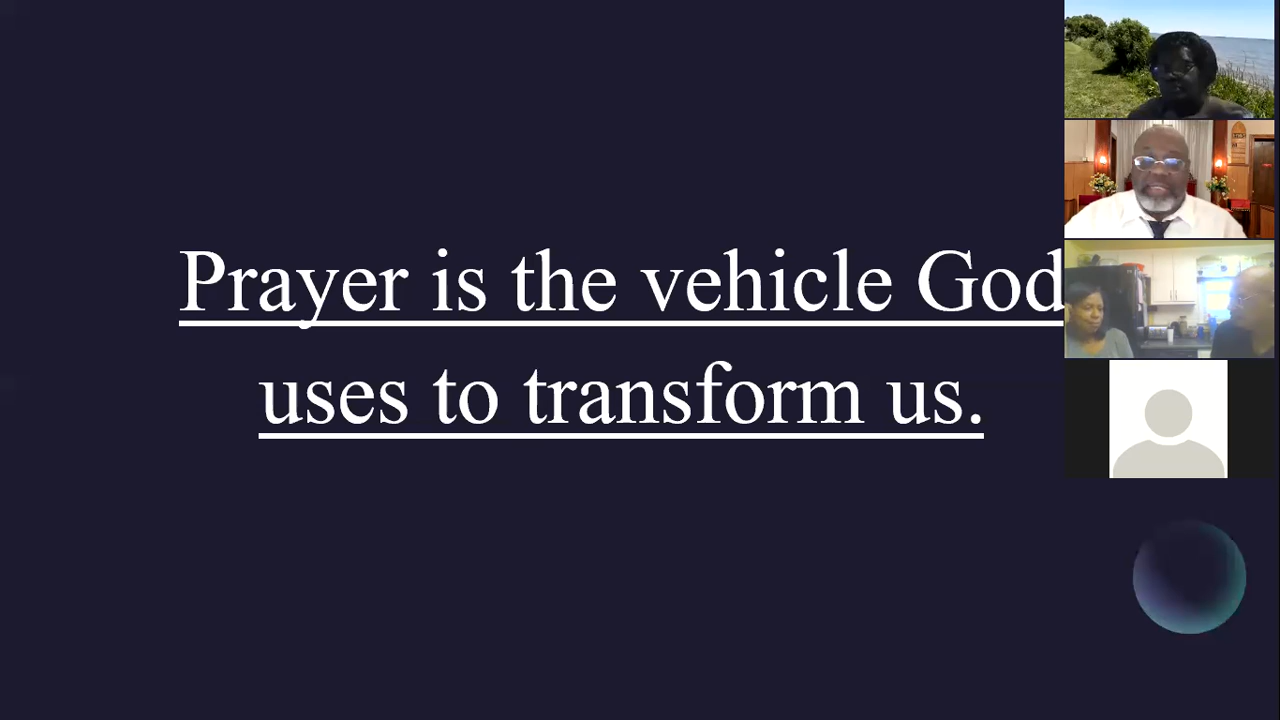 Prayer is the vehicle God
uses to transform us.